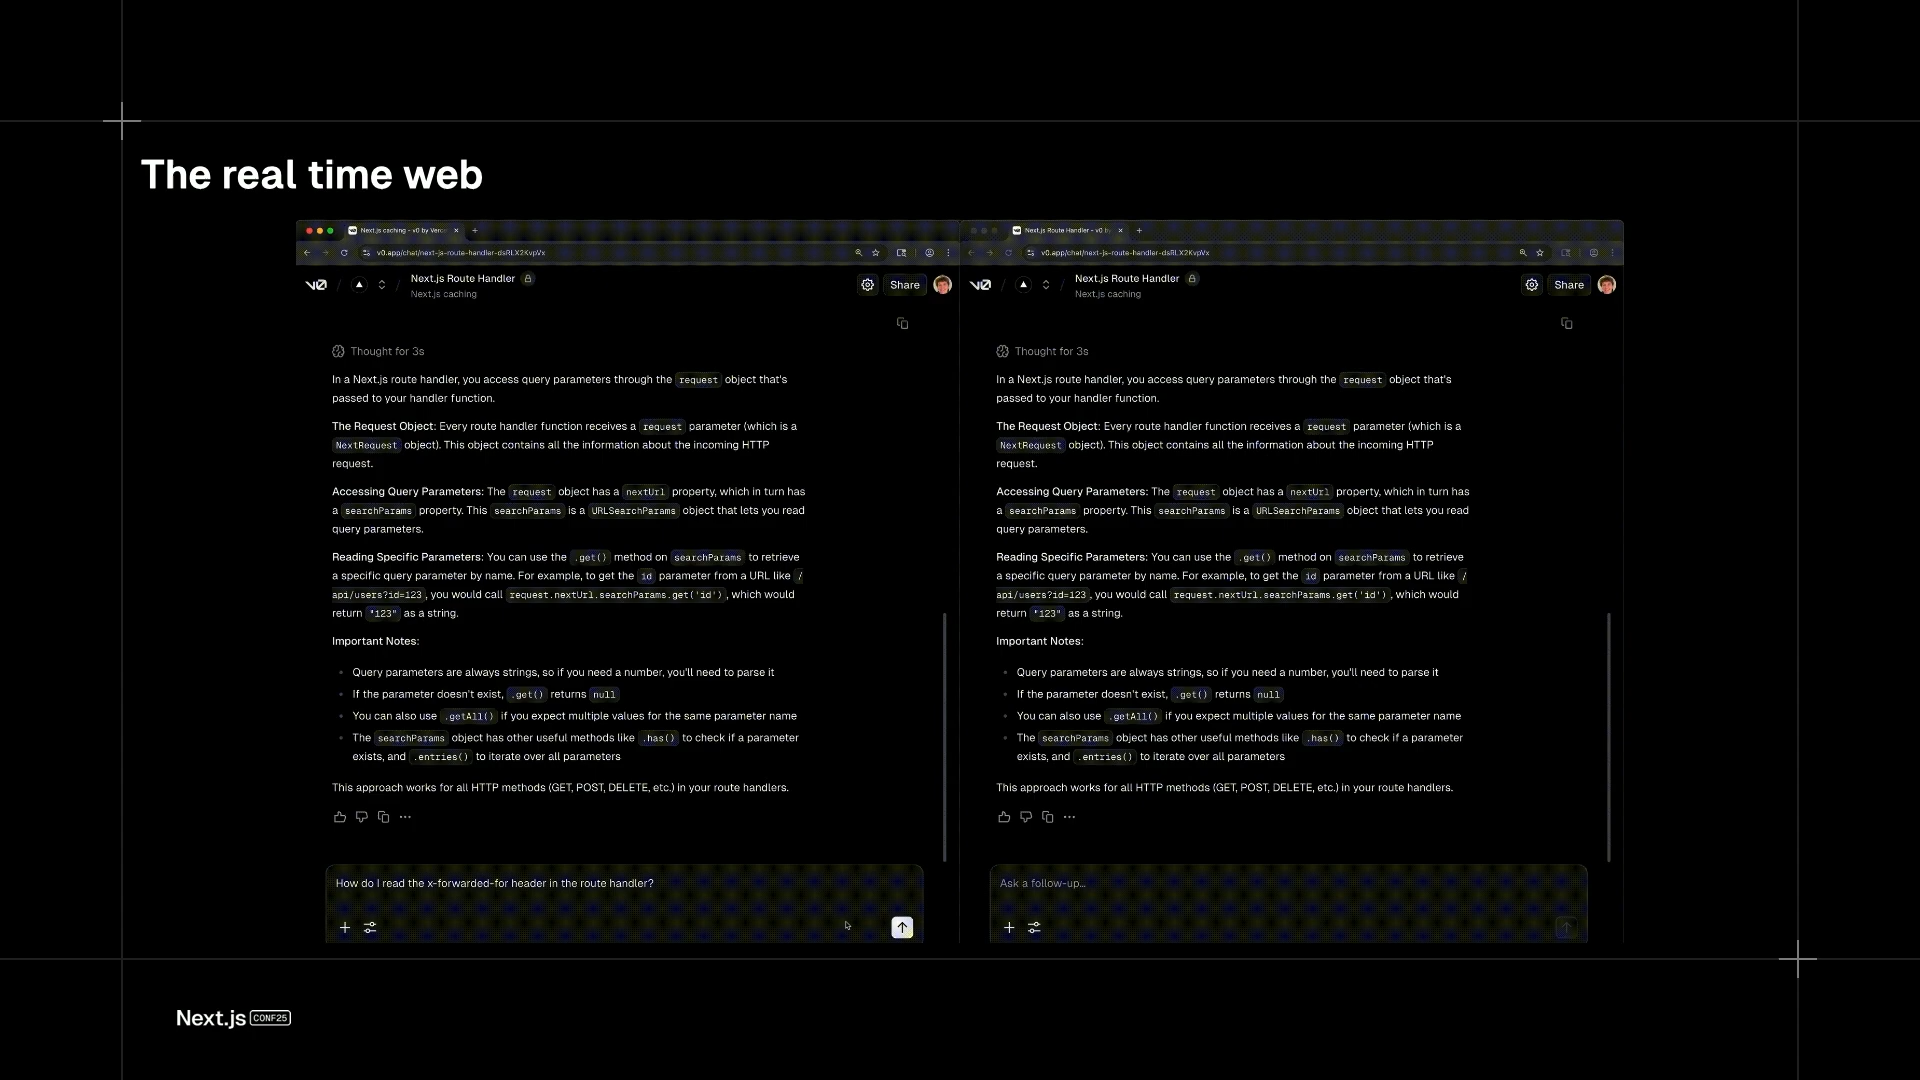 The real time web
Next.js caching - v0 by Verce
v0.app/chat/next-js-route-handler-dsRLX2KvpVx
v0
Next.js Route Handler
Next.js caching
Share
Thought for 3s
In a Next.js route handler, you access query parameters through the request object that's
passed to your handler function.
The Request Object: Every route handler function receives a request parameter (which is a
NextRequest object). This object contains all the information about the incoming HTTP
request.
Accessing Query Parameters: The request object has a nextUrl property, which in turn has
a searchParams property. This searchParams is a URLSearchParams object that lets you read
query parameters.
Reading Specific Parameters: You can use the .get() method on searchParams to retrieve
a specific query parameter by name. For example, to get the id parameter from a URL like /
api/users?id=123, you would call request.nextUrl.searchParams.get('id'), which would
return "123" as a string.
Important Notes:
• Query parameters are always strings, so if you need a number, you'll need to parse it
• If the parameter doesn't exist, .get() returns null
• You can also use .getAll() if you expect multiple values for the same parameter name
• The searchParams object has other useful methods like .has() to check if a parameter
exists, and .entries() to iterate over all parameters
This approach works for all HTTP methods (GET, POST, DELETE, etc.) in your route handlers.
How do I read the x-forwarded-for header in the route handler?
Next.js Route Handler - v0 b
v0.app/chat/next-js-route-handler-dsRLX2KvpVx
v0
Next.js Route Handler
Next.js caching
Share
Thought for 3s
In a Next.js route handler, you access query parameters through the request object that's
passed to your handler function.
The Request Object: Every route handler function receives a request parameter (which is a
NextRequest object). This object contains all the information about the incoming HTTP
request.
Accessing Query Parameters: The request object has a nextUrl property, which in turn has
a searchParams property. This searchParams is a URLSearchParams object that lets you read
query parameters.
Reading Specific Parameters: You can use the .get() method on searchParams to retrieve
a specific query parameter by name. For example, to get the id parameter from a URL like /
api/users?id=123, you would call request.nextUrl.searchParams.get('id'), which would
return "123" as a string.
Important Notes:
• Query parameters are always strings, so if you need a number, you'll need to parse it
• If the parameter doesn't exist, .get() returns null
• You can also use .getAll() if you expect multiple values for the same parameter name
• The searchParams object has other useful methods like .has() to check if a parameter
exists, and .entries() to iterate over all parameters
This approach works for all HTTP methods (GET, POST, DELETE, etc.) in your route handlers.
Ask a follow-up...
Next.js CONF25